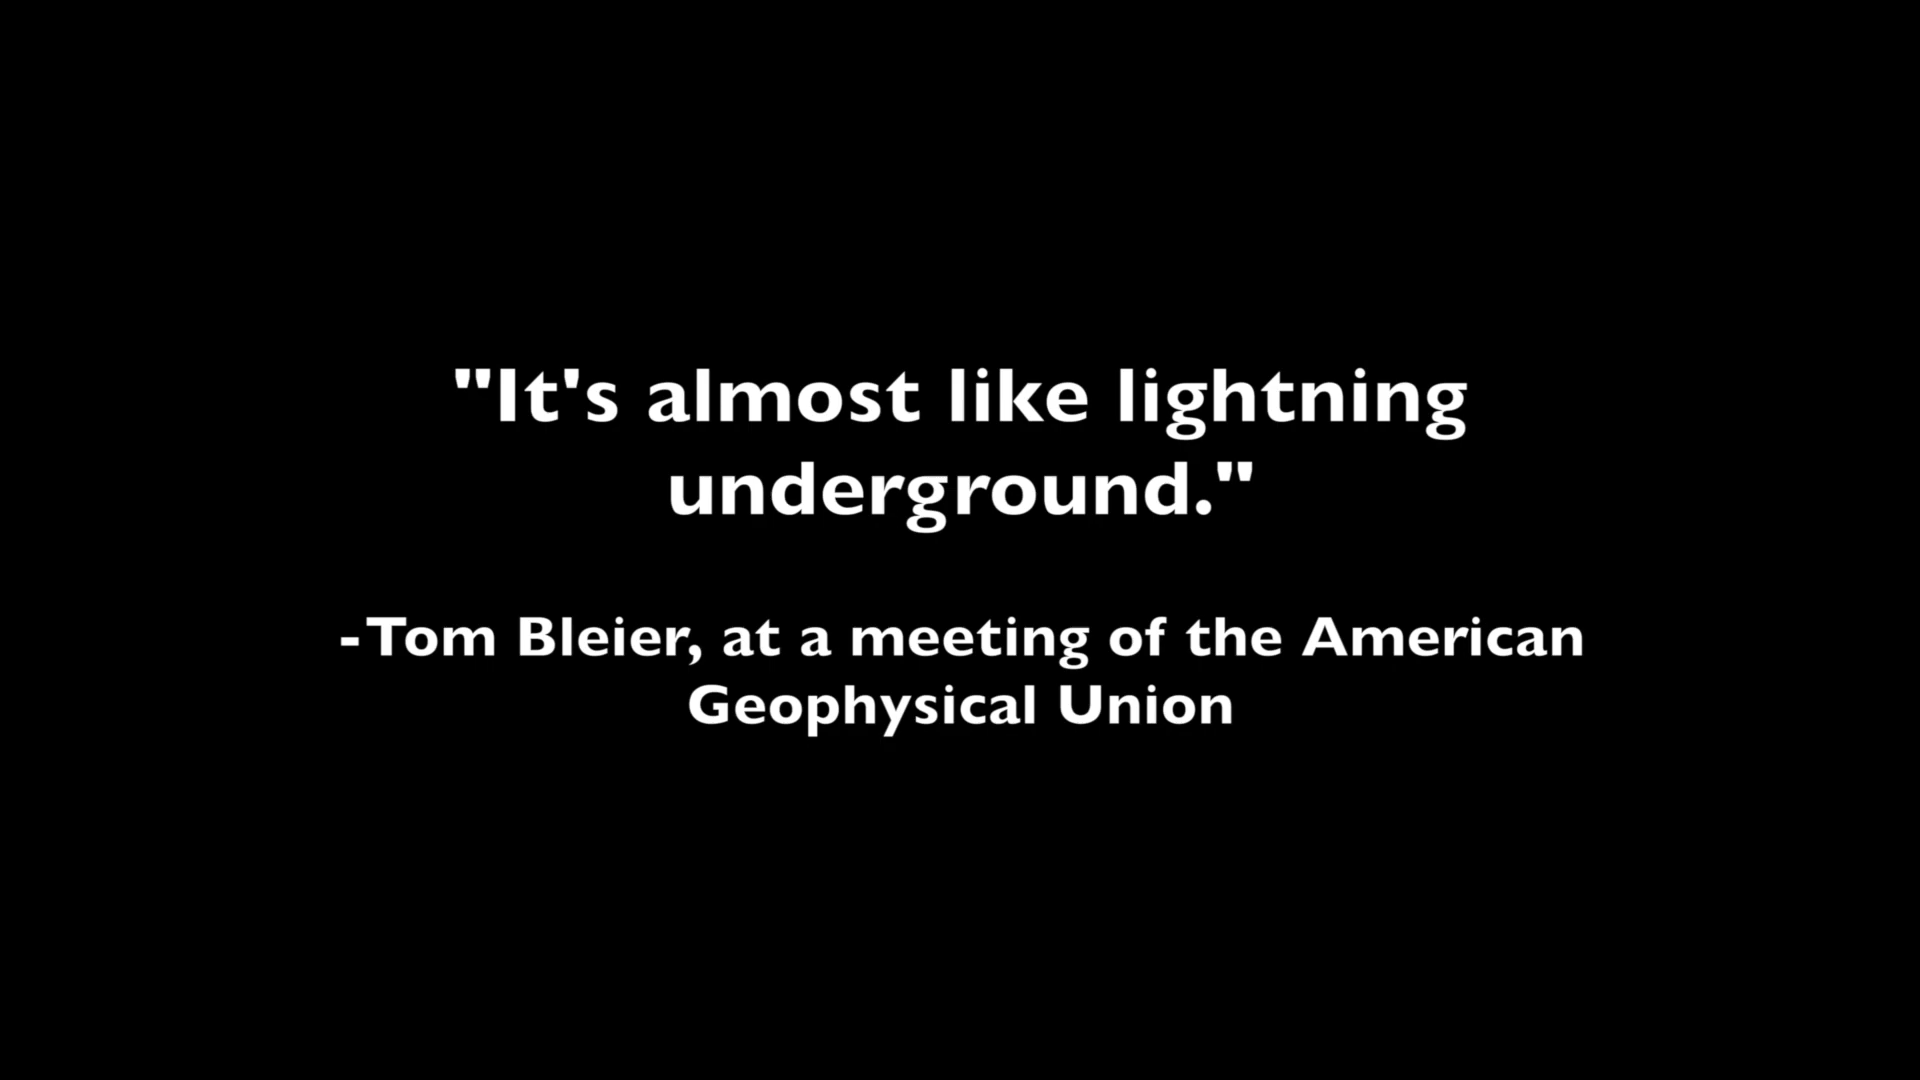 "It's almost like lightning
underground."
-Tom Bleier, at a meeting of the American
Geophysical Union